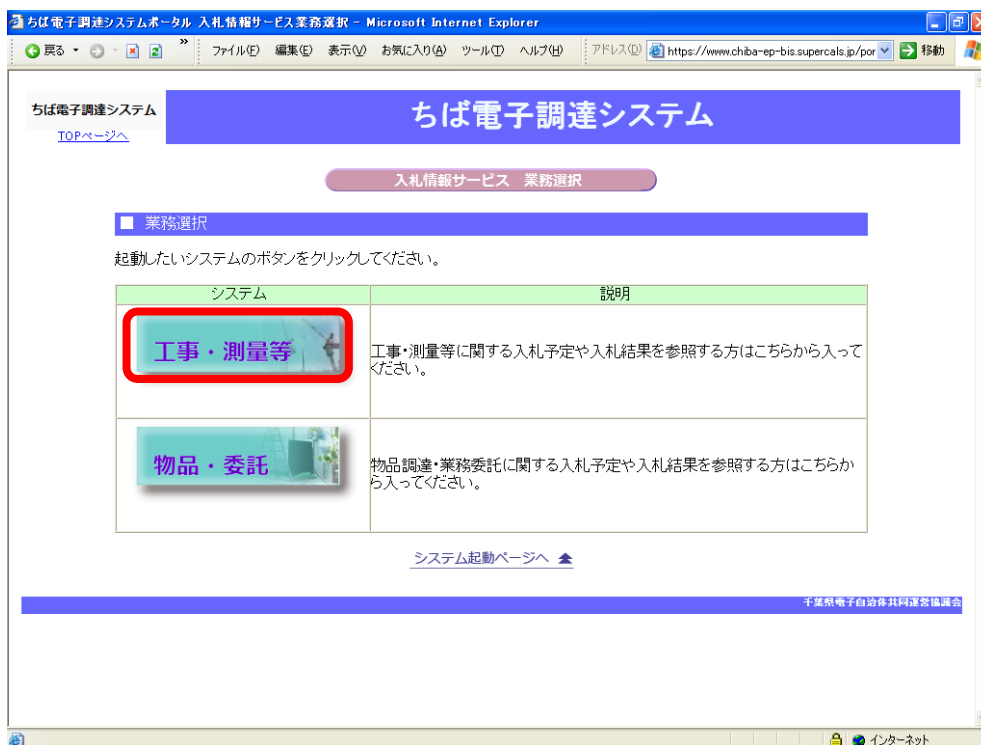 ちば電子調達システムポータル 入札情報サービス業務選択 - Microsoft Internet Explorer
戻る » ファイル(F) 編集(E) 表示(V) お気に入り(A) ツール(T) ヘルプ(H) アドレス(D) https://www.chiba-ep-bis.supercals.jp/por 移動
ちば電子調達システム
TOPページへ
ちば電子調達システム
入札情報サービス 業務選択
■ 業務選択
起動したいシステムのボタンをクリックしてください。
システム 説明
工事・測量等
工事・測量等に関する入札予定や入札結果を参照する方はこちらから入って
ください。
物品・委託
物品調達・業務委託に関する入札予定や入札結果を参照する方はこちらか
ら入ってください。
システム起動ページへ
千葉県電子自治体共同運営協議会
インターネット